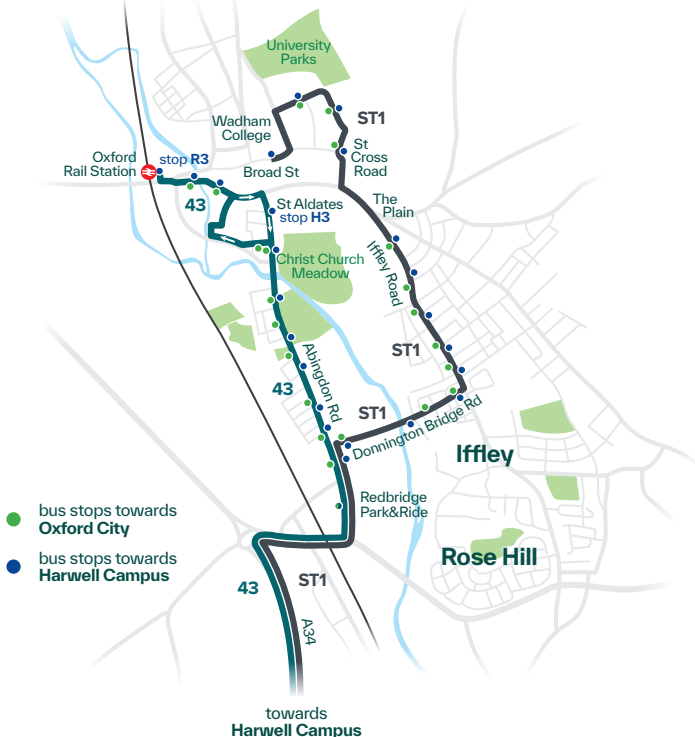 University
Parks
Wadham
College
ST1
St
Cross
Road
Oxford
Rail Station
stop R3
Broad St
43
St Aldates
stop H3
The
Plain
Christ Church
Meadow
Iffley Road
ST1
Abingdon Rd
43
ST1
Donnington Bridge Rd
Iffley
Redbridge
Park&Ride
bus stops towards
Oxford City
bus stops towards
Harwell Campus
Rose Hill
43
ST1
A34
towards
Harwell Campus